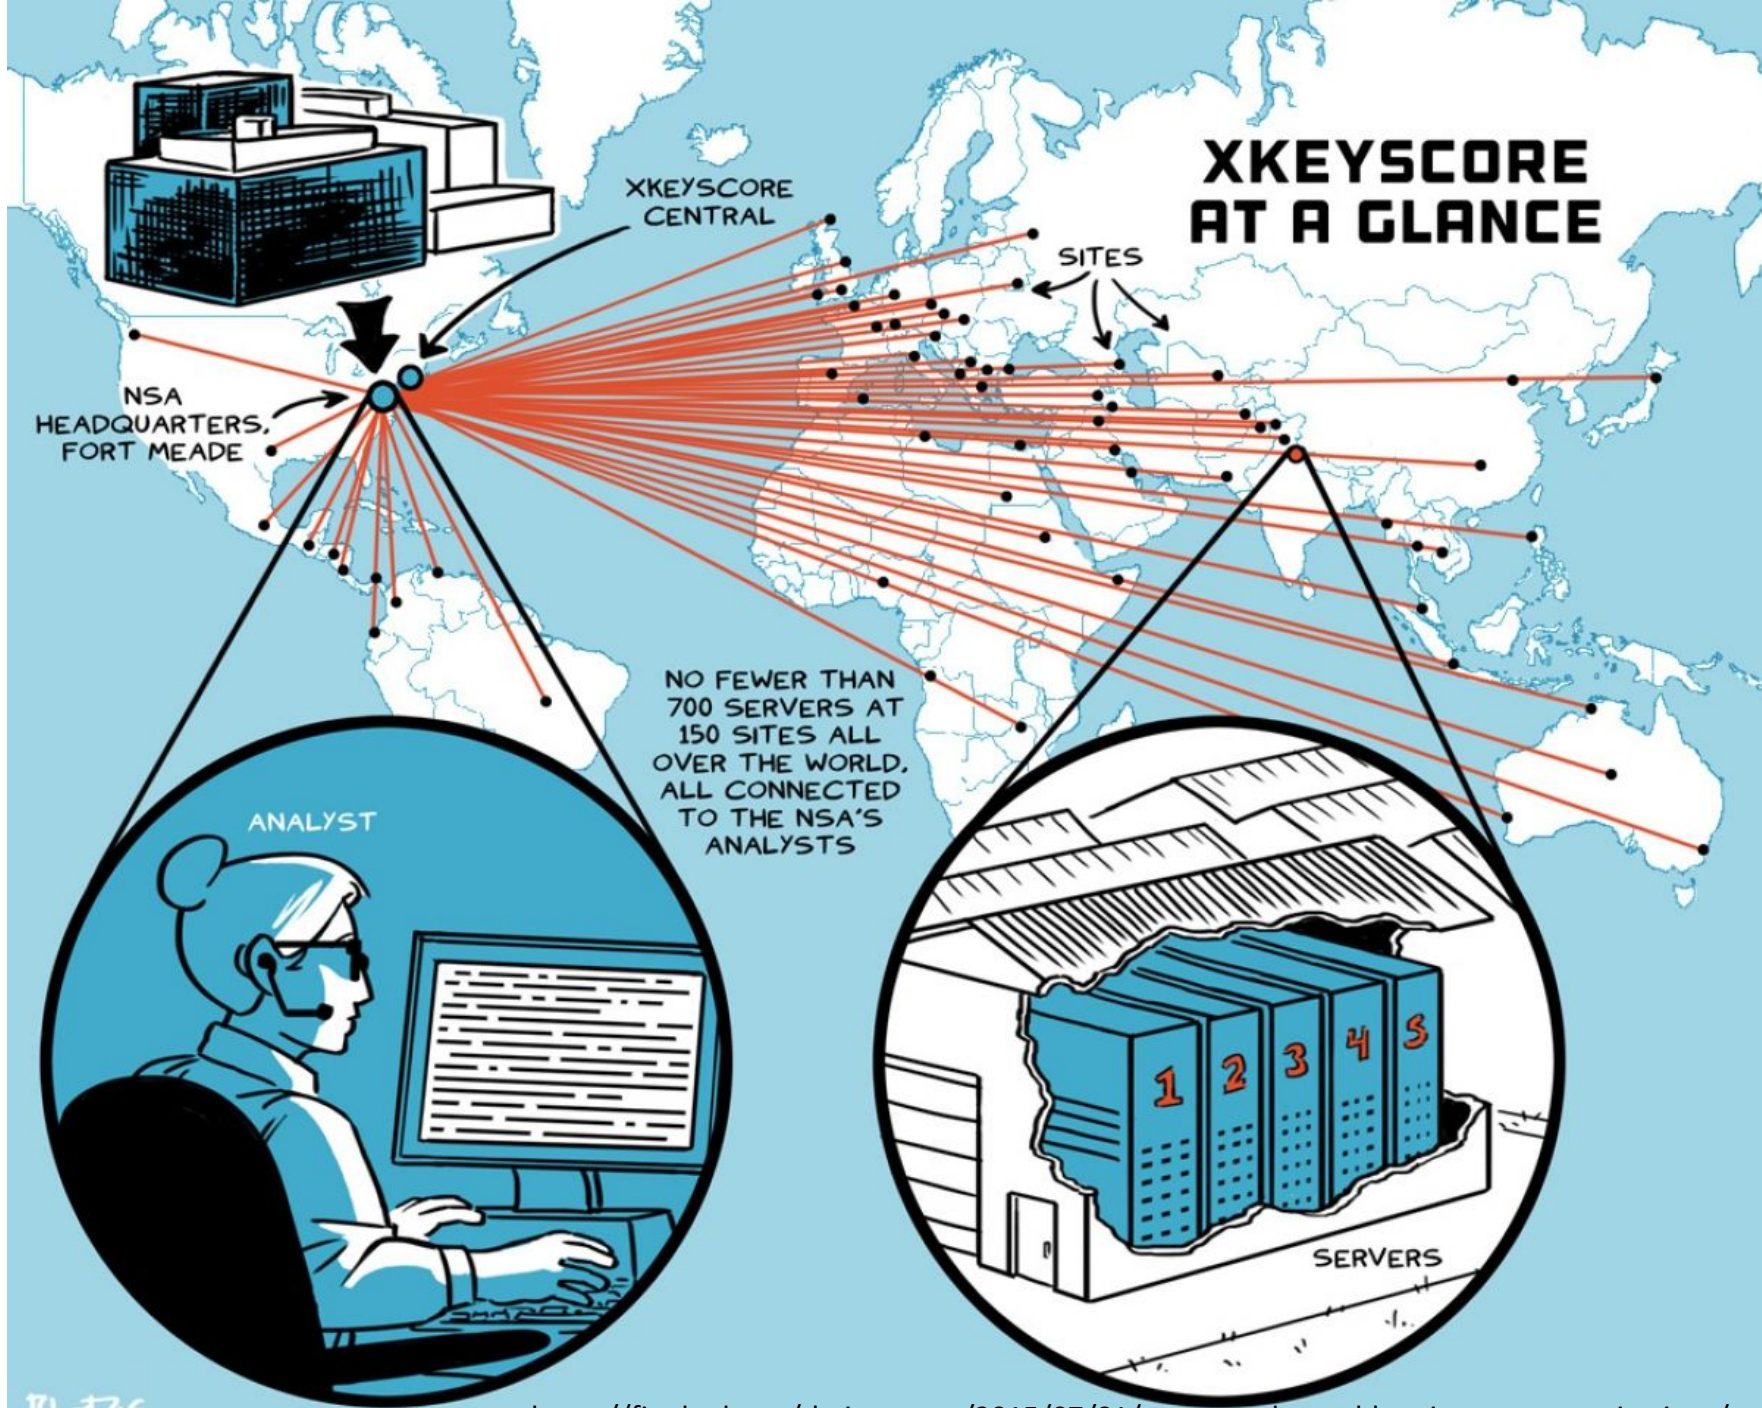 XKEYSCORE
AT A GLANCE
XKEYSCORE
CENTRAL
SITES
NSA
HEADQUARTERS,
FORT MEADE
NO FEWER THAN
700 SERVERS AT
150 SITES ALL
OVER THE WORLD,
ALL CONNECTED
TO THE NSA'S
ANALYSTS
ANALYST
1 2 3 4 5
SERVERS